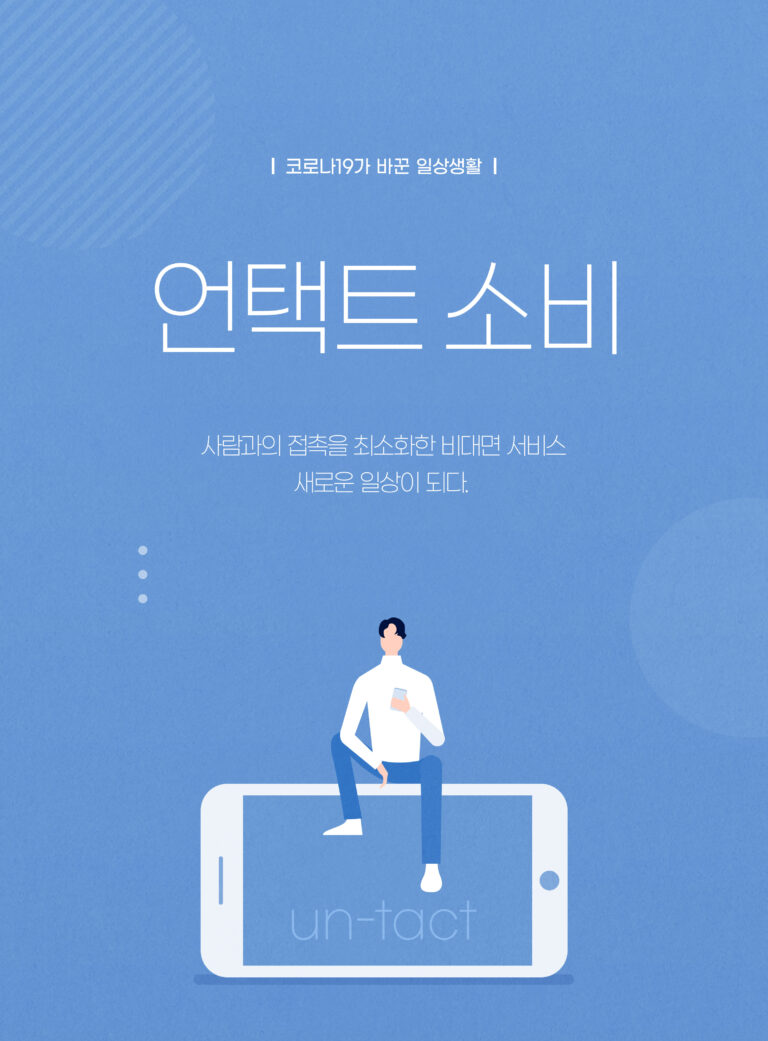 | 코로나19가 바꾼 일상생활 |
언택트 소비
사람과의 접촉을 최소화한 비대면 서비스
새로운 일상이 되다.
un-tact